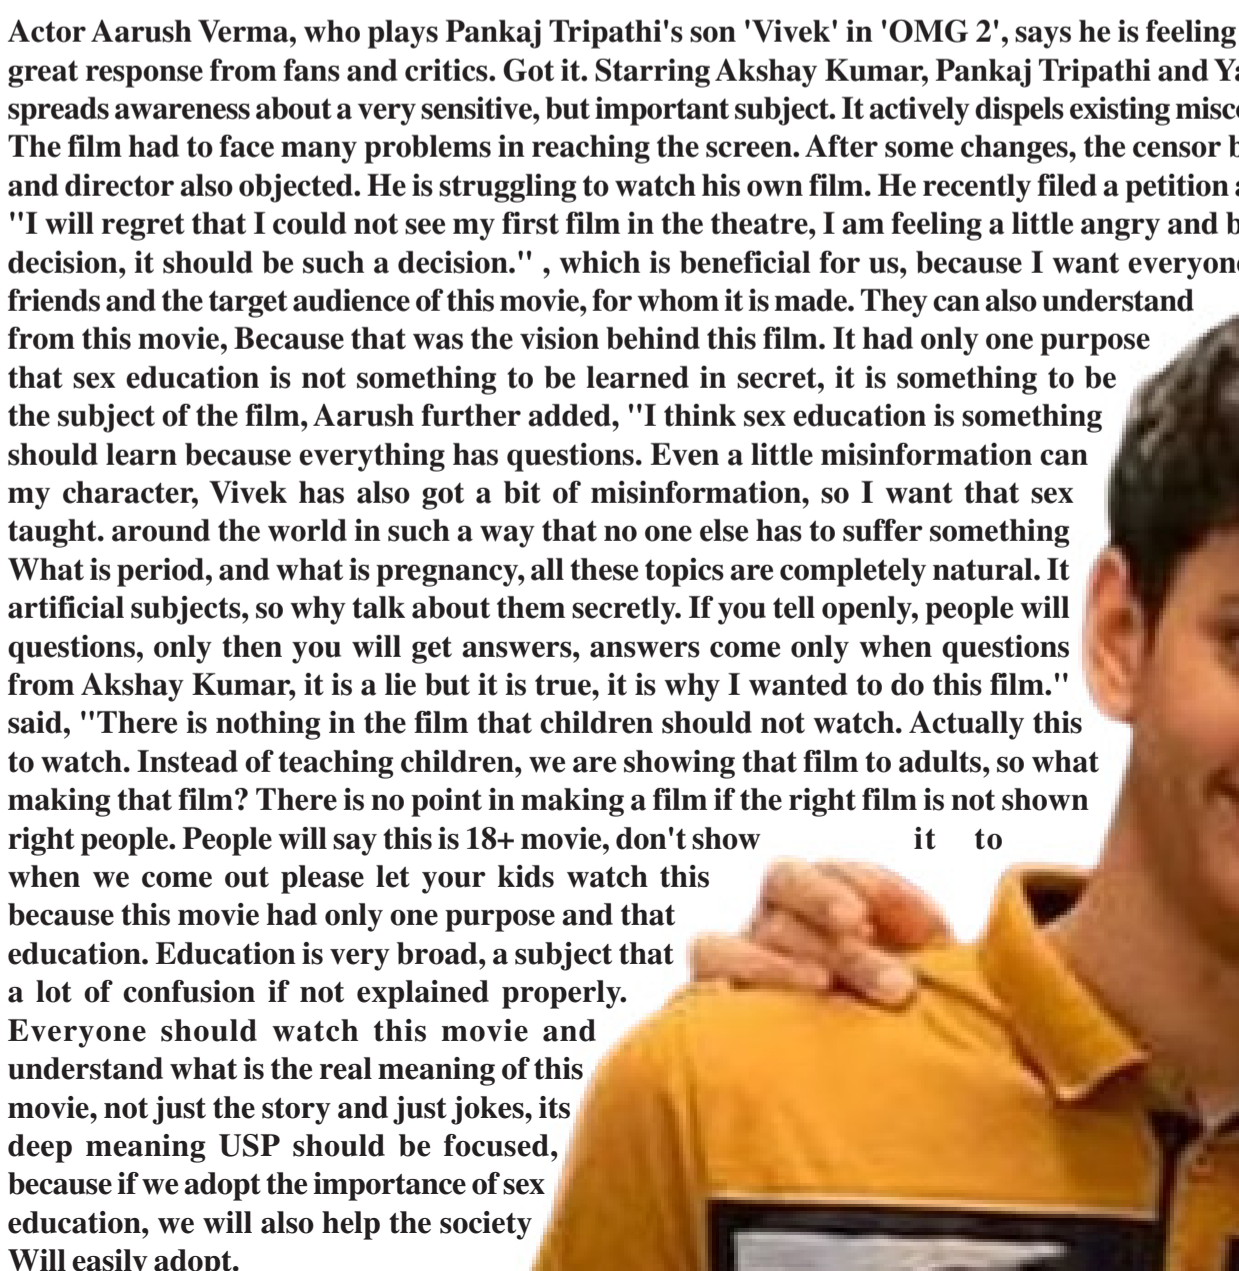 Actor Aarush Verma, who plays Pankaj Tripathi's son 'Vivek' in 'OMG 2', says he is feeling
great response from fans and critics. Got it. Starring Akshay Kumar, Pankaj Tripathi and
spreads awareness about a very sensitive, but important subject. It actively dispels existing
The film had to face many problems in reaching the screen. After some changes, the censor
and director also objected. He is struggling to watch his own film. He recently filed a petition
"I will regret that I could not see my first film in the theatre, I am feeling a little angry and
decision, it should be such a decision." , which is beneficial for us, because I want everyone
friends and the target audience of this movie, for whom it is made. They can also understand
from this movie, Because that was the vision behind this film. It had only one purpose
that sex education is not something to be learned in secret, it is something to be
the subject of the film, Aarush further added, "I think sex education is something
should learn because everything has questions. Even a little misinformation can
my character, Vivek has also got a bit of misinformation, so I want that sex
taught. around the world in such a way that no one else has to suffer something
What is period, and what is pregnancy, all these topics are completely natural. It
artificial subjects, so why talk about them secretly. If you tell openly, people will
questions, only then you will get answers, answers come only when questions
from Akshay Kumar, it is a lie but it is true, it is why I wanted to do this film."
said, "There is nothing in the film that children should not watch. Actually this
to watch. Instead of teaching children, we are showing that film to adults, so what
making that film? There is no point in making a film if the right film is not shown
right people. People will say this is 18+ movie, don't show it to
when we come out please let your kids watch this
because this movie had only one purpose and that
education. Education is very broad, a subject that
a lot of confusion if not explained properly.
Everyone should watch this movie and
understand what is the real meaning of this
movie, not just the story and just jokes, its
deep meaning USP should be focused,
because if we adopt the importance of sex
education, we will also help the society
Will easily adopt.